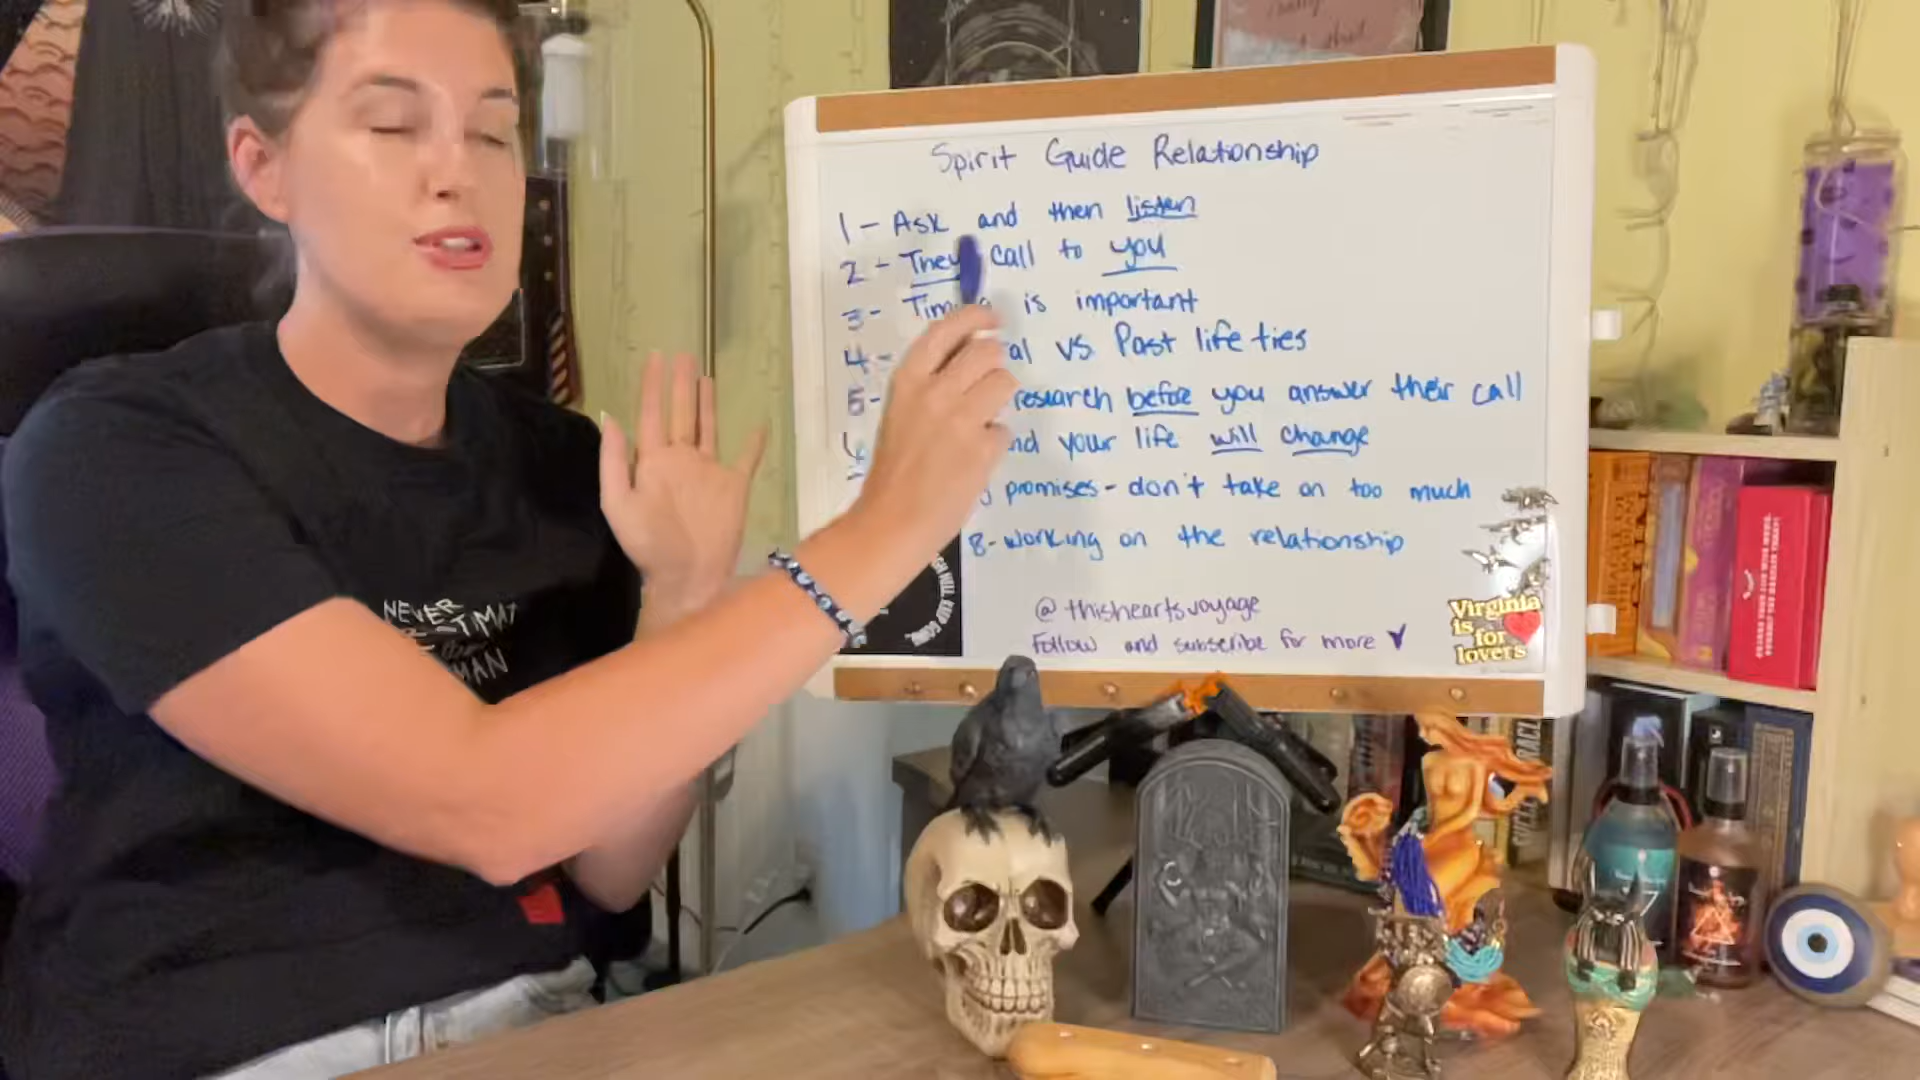 Spirit Guide Relationship
1 - Ask and then listen
2 - They call to you
3 - is important
4 - vs Past life ties
5 - research before you answer their call
your life will change
promises - don't take on too much
8 - working on the relationship
@thisheartsvoyage
Follow and subscribe for more
Virginia
is for
lovers
NEVER